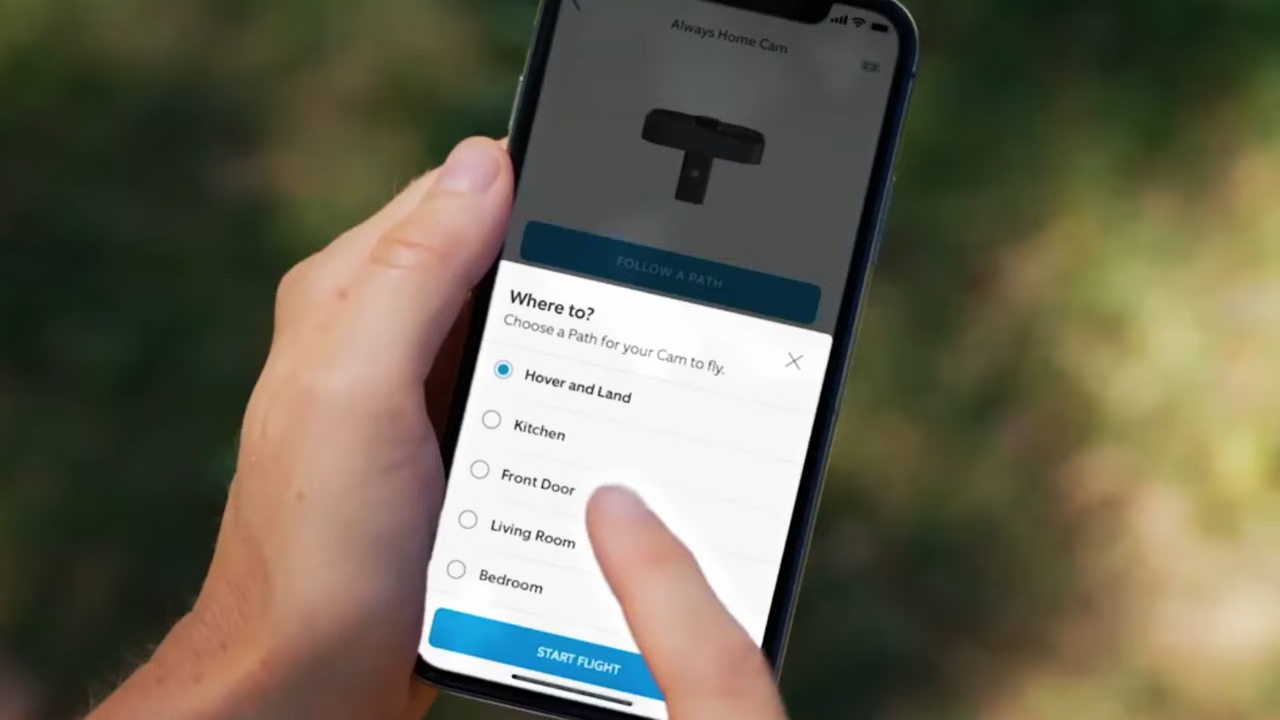 Always Home Cam
FOLLOW A PATH
Where to?
Choose a Path for your Cam to fly.
Hover and Land
Kitchen
Front Door
Living Room
Bedroom
START FLIGHT